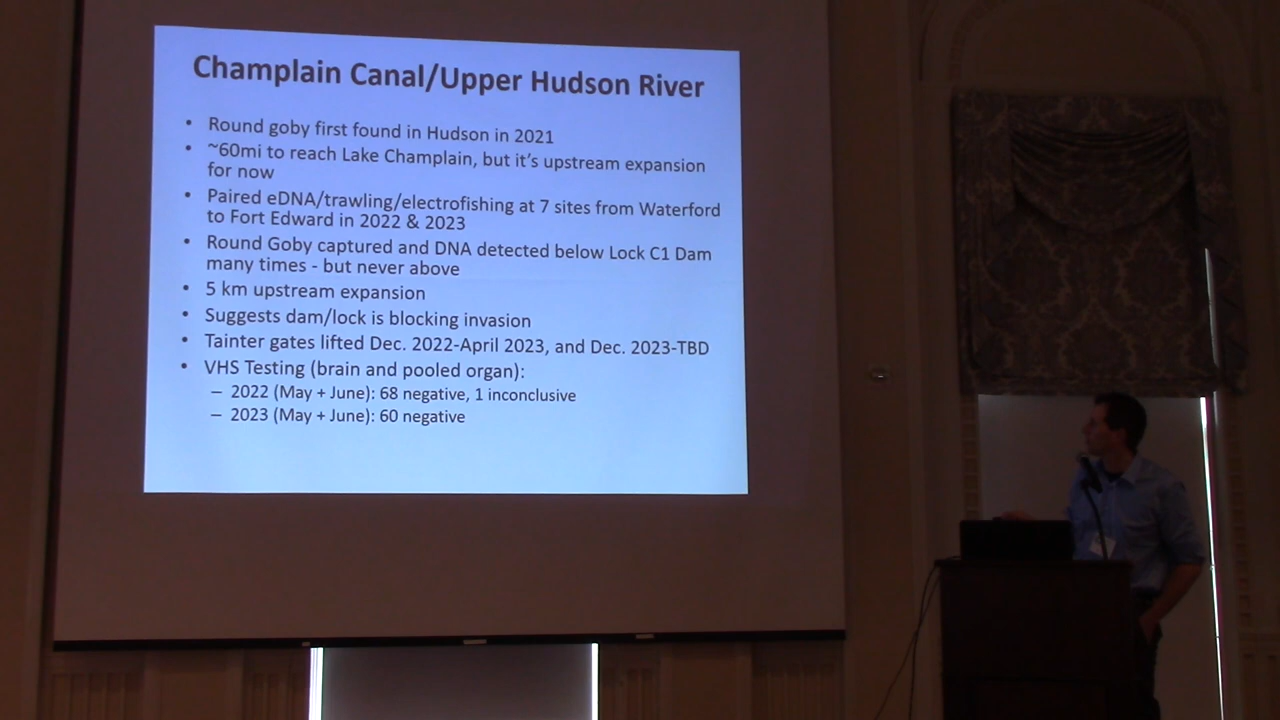 Champlain Canal/Upper Hudson River
• Round goby first found in Hudson in 2021
• ~60mi to reach Lake Champlain, but it's upstream expansion
for now
• Paired eDNA/trawling/electrofishing at 7 sites from Waterford
to Fort Edward in 2022 & 2023
• Round Goby captured and DNA detected below Lock C1 Dam
many times - but never above
• 5 km upstream expansion
• Suggests dam/lock is blocking invasion
• Tainter gates lifted Dec. 2022-April 2023, and Dec. 2023-TBD
• VHS Testing (brain and pooled organ):
– 2022 (May + June): 68 negative, 1 inconclusive
– 2023 (May + June): 60 negative